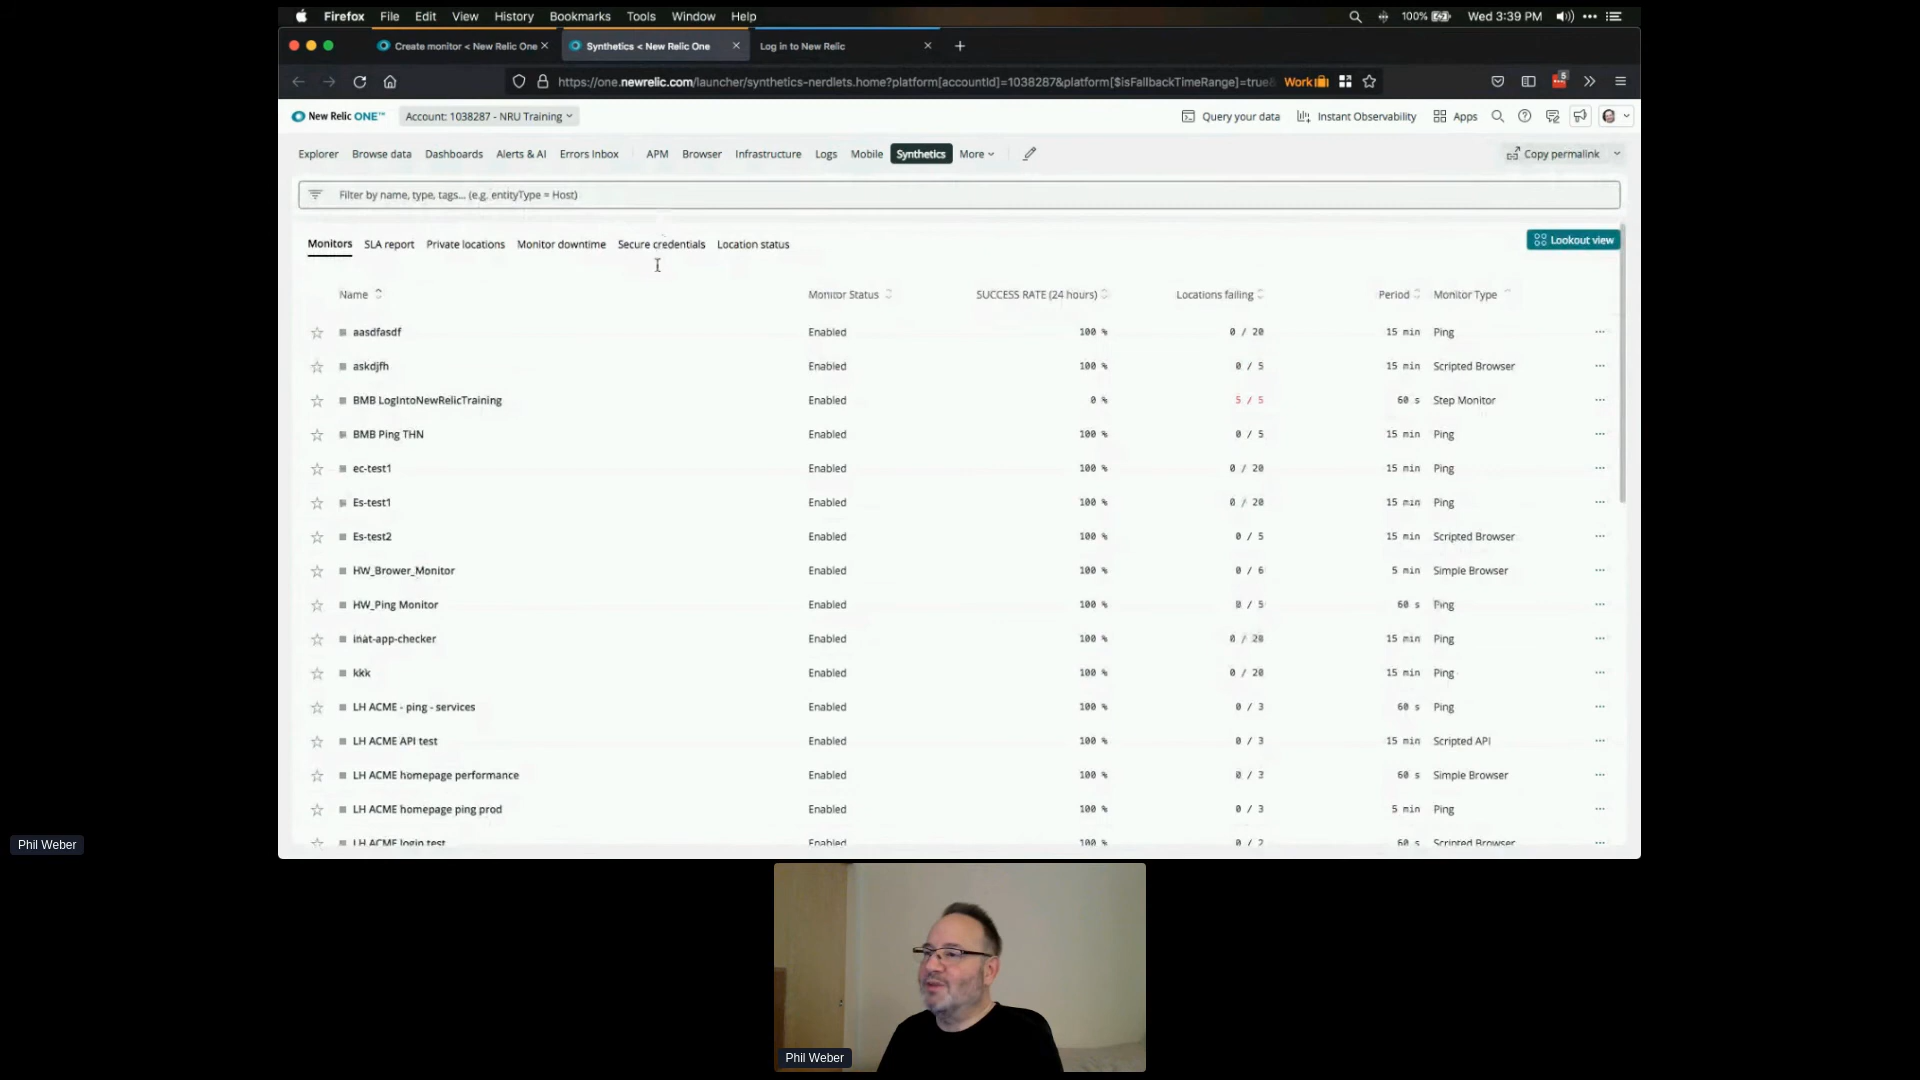 Firefox File Edit View History Bookmarks Tools Window Help 100% Wed 3:39 PM
Create monitor < New Relic One Synthetics < New Relic One Log in to New Relic
https://one.newrelic.com/launcher/synthetics-nerdlets.home?platform[accountId]=1038287&platform[$isFallbackTimeRange]=true& Work 5
New Relic ONE™ Account: 1038287 - NRU Training Query your data Instant Observability Apps
Explorer Browse data Dashboards Alerts & AI Errors Inbox APM Browser Infrastructure Logs Mobile Synthetics More Copy permalink
Filter by name, type, tags... (e.g. entityType = Host)
Monitors SLA report Private locations Monitor downtime Secure credentials Location status Lookout view
Name Monitor Status SUCCESS RATE (24 hours) Locations failing Period Monitor Type
aasdfasdf Enabled 100 % 0 / 20 15 min Ping
askdjfh Enabled 100 % 0 / 5 15 min Scripted Browser
BMB LogIntoNewRelicTraining Enabled 0 % 5 / 5 60 s Step Monitor
BMB Ping THN Enabled 100 % 0 / 5 15 min Ping
ec-test1 Enabled 100 % 0 / 20 15 min Ping
Es-test1 Enabled 100 % 0 / 20 15 min Ping
Es-test2 Enabled 100 % 0 / 5 15 min Scripted Browser
HW_Brower_Monitor Enabled 100 % 0 / 6 5 min Simple Browser
HW_Ping Monitor Enabled 100 % 0 / 5 60 s Ping
inat-app-checker Enabled 100 % 0 / 20 15 min Ping
kkk Enabled 100 % 0 / 20 15 min Ping
LH ACME - ping - services Enabled 100 % 0 / 3 60 s Ping
LH ACME API test Enabled 100 % 0 / 3 15 min Scripted API
LH ACME homepage performance Enabled 100 % 0 / 3 60 s Simple Browser
LH ACME homepage ping prod Enabled 100 % 0 / 3 5 min Ping
LH ACME login test Enabled 100 % 0 / 2 60 s Scripted Browser
Phil Weber
Phil Weber